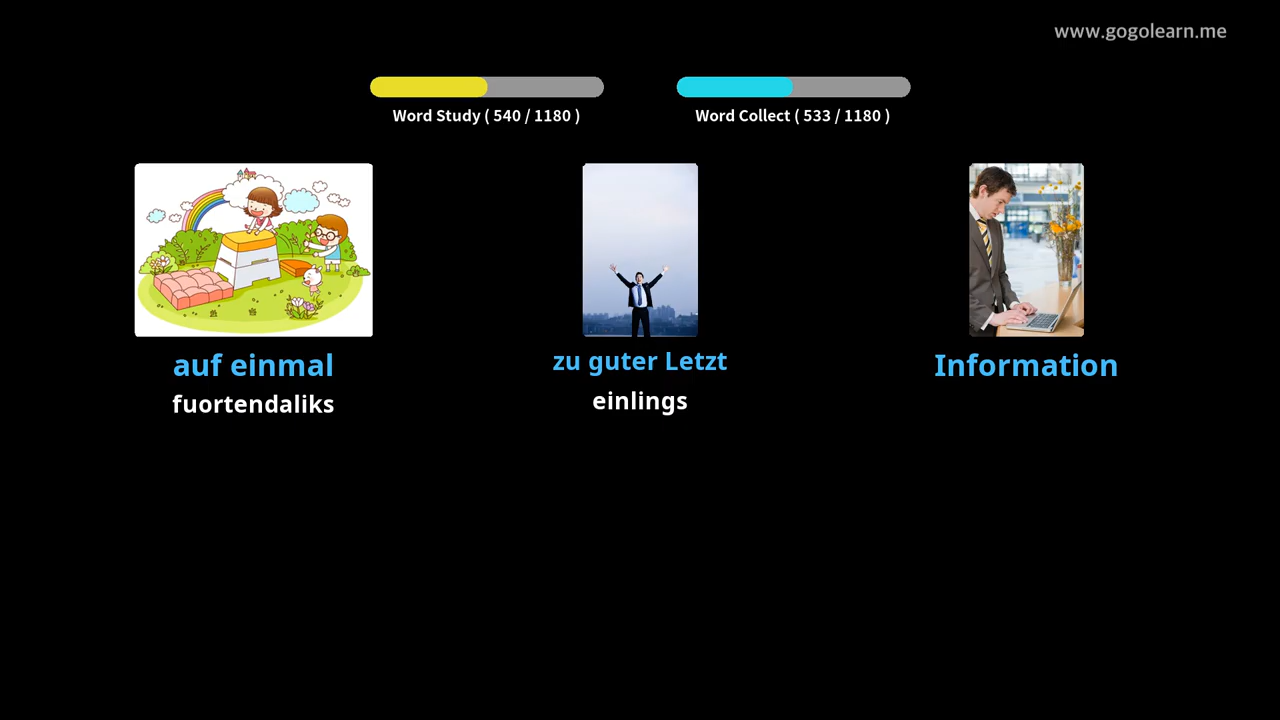 www.gogolearn.me
Word Study ( 540 / 1180 )
Word Collect ( 533 / 1180 )
auf einmal
fuortendaliks
zu guter Letzt
einlings
Information